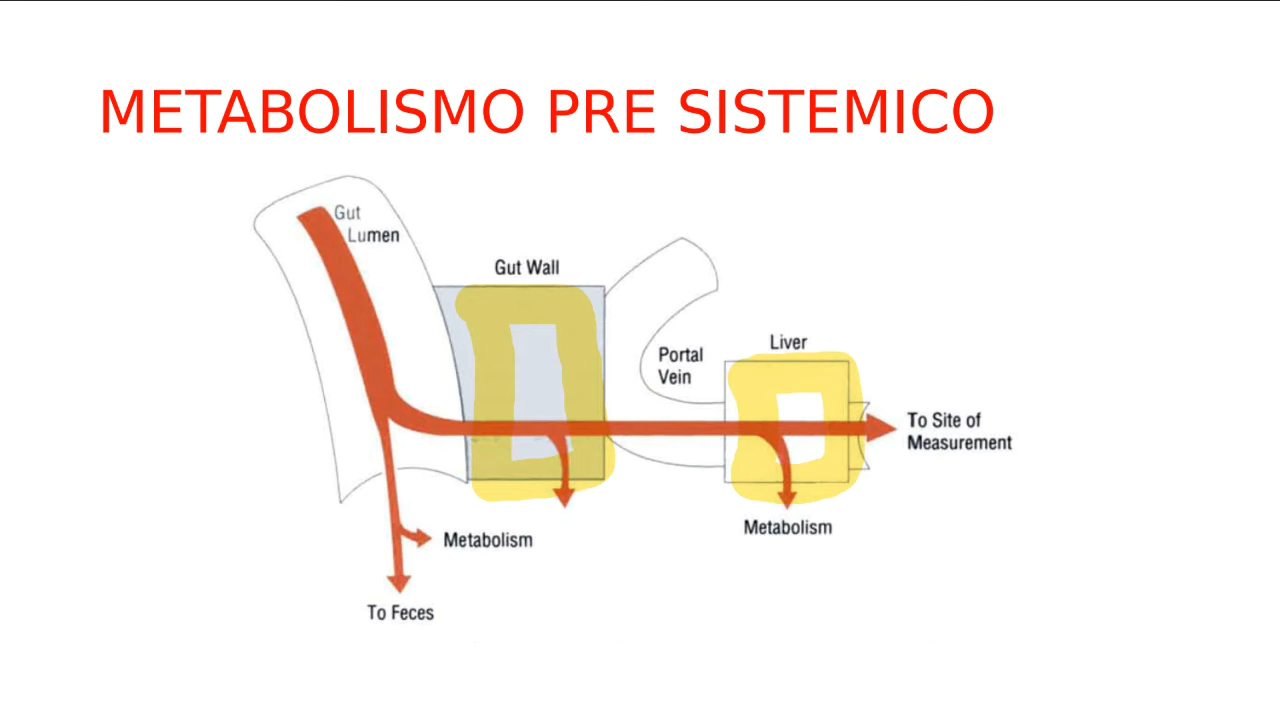 METABOLISMO PRE SISTEMICO
Gut
Lumen
Gut Wall
Portal
Vein
Liver
To Site of
Measurement
Metabolism
Metabolism
To Feces